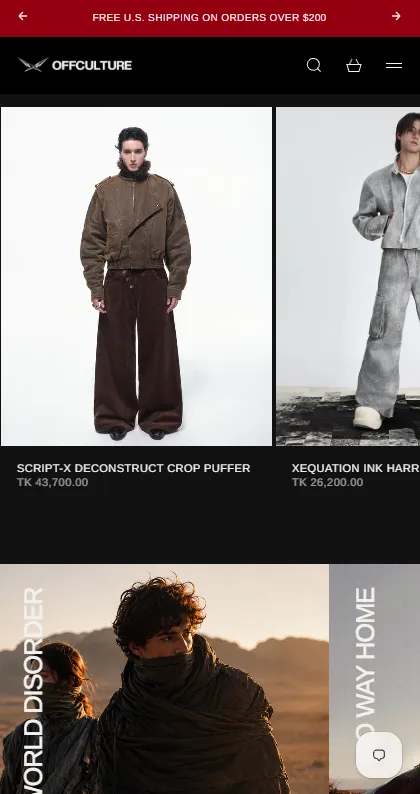 FREE U.S. SHIPPING ON ORDERS OVER $200
OFFCULTURE
SCRIPT-X DECONSTRUCT CROP PUFFER
TK 43,700.00
XEQUATION INK HARR
TK 26,200.00
WORLD DISORDER
O WAY HOME